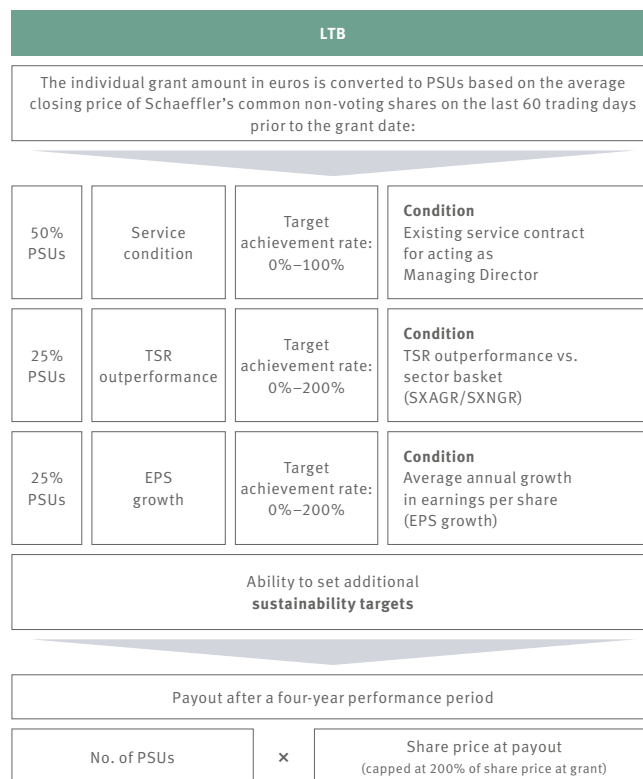 LTB
The individual grant amount in euros is converted to PSUs based on the average
closing price of Schaeffler's common non-voting shares on the last 60 trading days
prior to the grant date:
50%
PSUs
Service
condition
Target
achievement rate:
0%–100%
Condition
Existing service contract
for acting as
Managing Director
25%
PSUs
TSR
outperformance
Target
achievement rate:
0%–200%
Condition
TSR outperformance vs.
sector basket
(SXAGR/SXNGR)
25%
PSUs
EPS
growth
Target
achievement rate:
0%–200%
Condition
Average annual growth
in earnings per share
(EPS growth)
Ability to set additional
sustainability targets
Payout after a four-year performance period
No. of PSUs
×
Share price at payout
(capped at 200% of share price at grant)